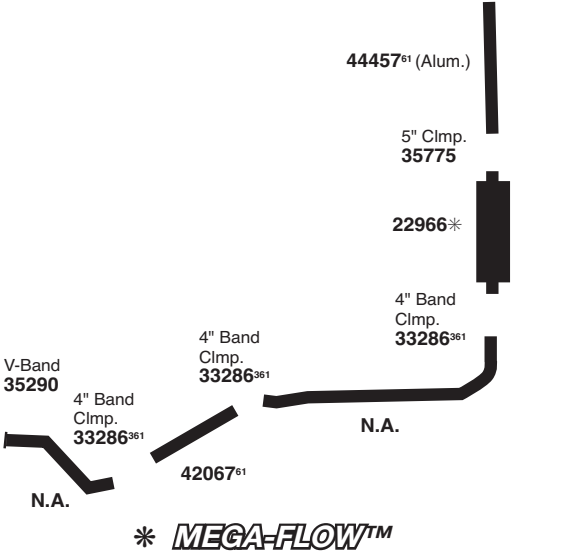 44457⁶¹ (Alum.)
5" Clmp.
35775
22966✳
4" Band
Clmp.
33286³⁶¹
4" Band
Clmp.
33286³⁶¹
V-Band
35290
4" Band
Clmp.
33286³⁶¹
N.A.
42067⁶¹
N.A.
✳ MEGA-FLOW™